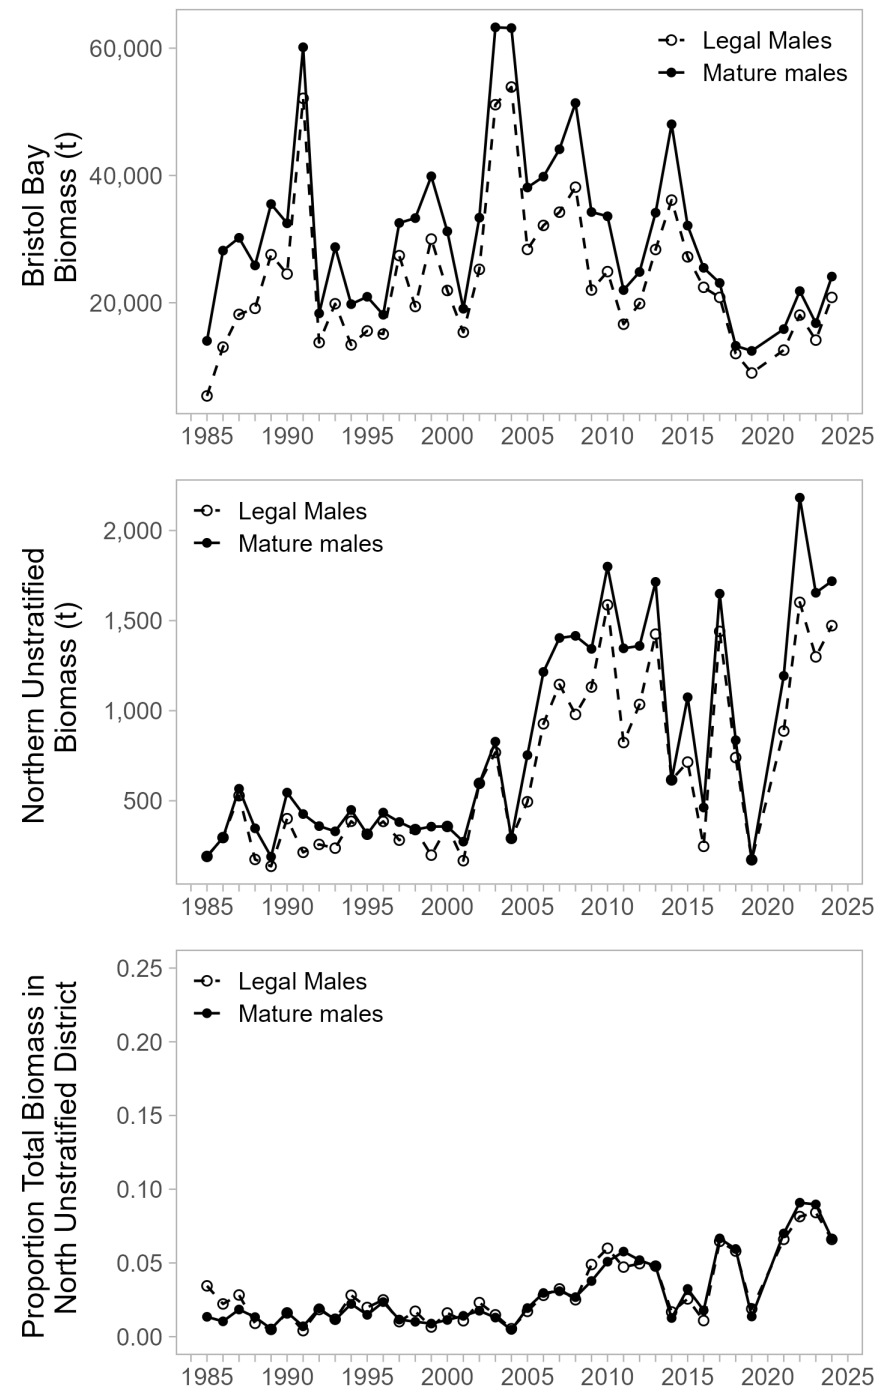 Bristol Bay
Biomass (t)
60,000
40,000
20,000
Legal Males
Mature males
1985 1990 1995 2000 2005 2010 2015 2020 2025
Northern Unstratified
Biomass (t)
2,000
1,500
1,000
500
Legal Males
Mature males
1985 1990 1995 2000 2005 2010 2015 2020 2025
Proportion Total Biomass in
North Unstratified District
0.25
0.20
0.15
0.10
0.05
0.00
Legal Males
Mature males
1985 1990 1995 2000 2005 2010 2015 2020 2025